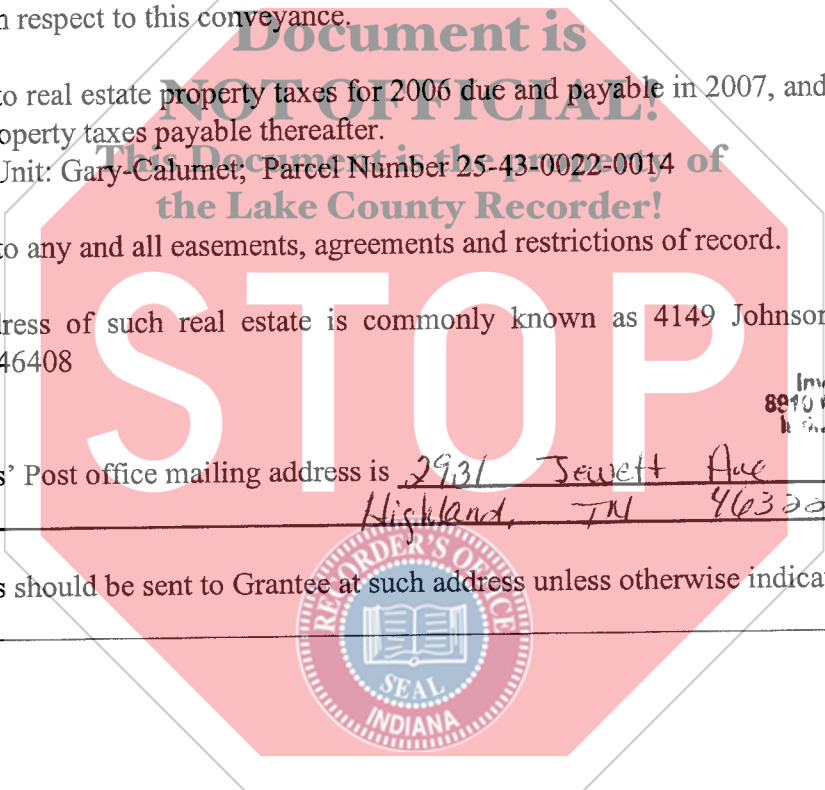 n respect to this conveyance.
Document is
to real estate property taxes for 2006 due and payable in 2007, and
NOT OFFICIAL!
operty taxes payable thereafter.
This Document is the property of
Unit: Gary-Calumet; Parcel Number 25-43-0022-0014
the Lake County Recorder!
to any and all easements, agreements and restrictions of record.
STOP
ress of such real estate is commonly known as 4149 Johnson
46408
s' Post office mailing address is 2931 Jewett Ave
Highland, IN 46322
s should be sent to Grantee at such address unless otherwise indica
RECORDER'S OFFICE
SEAL
INDIANA